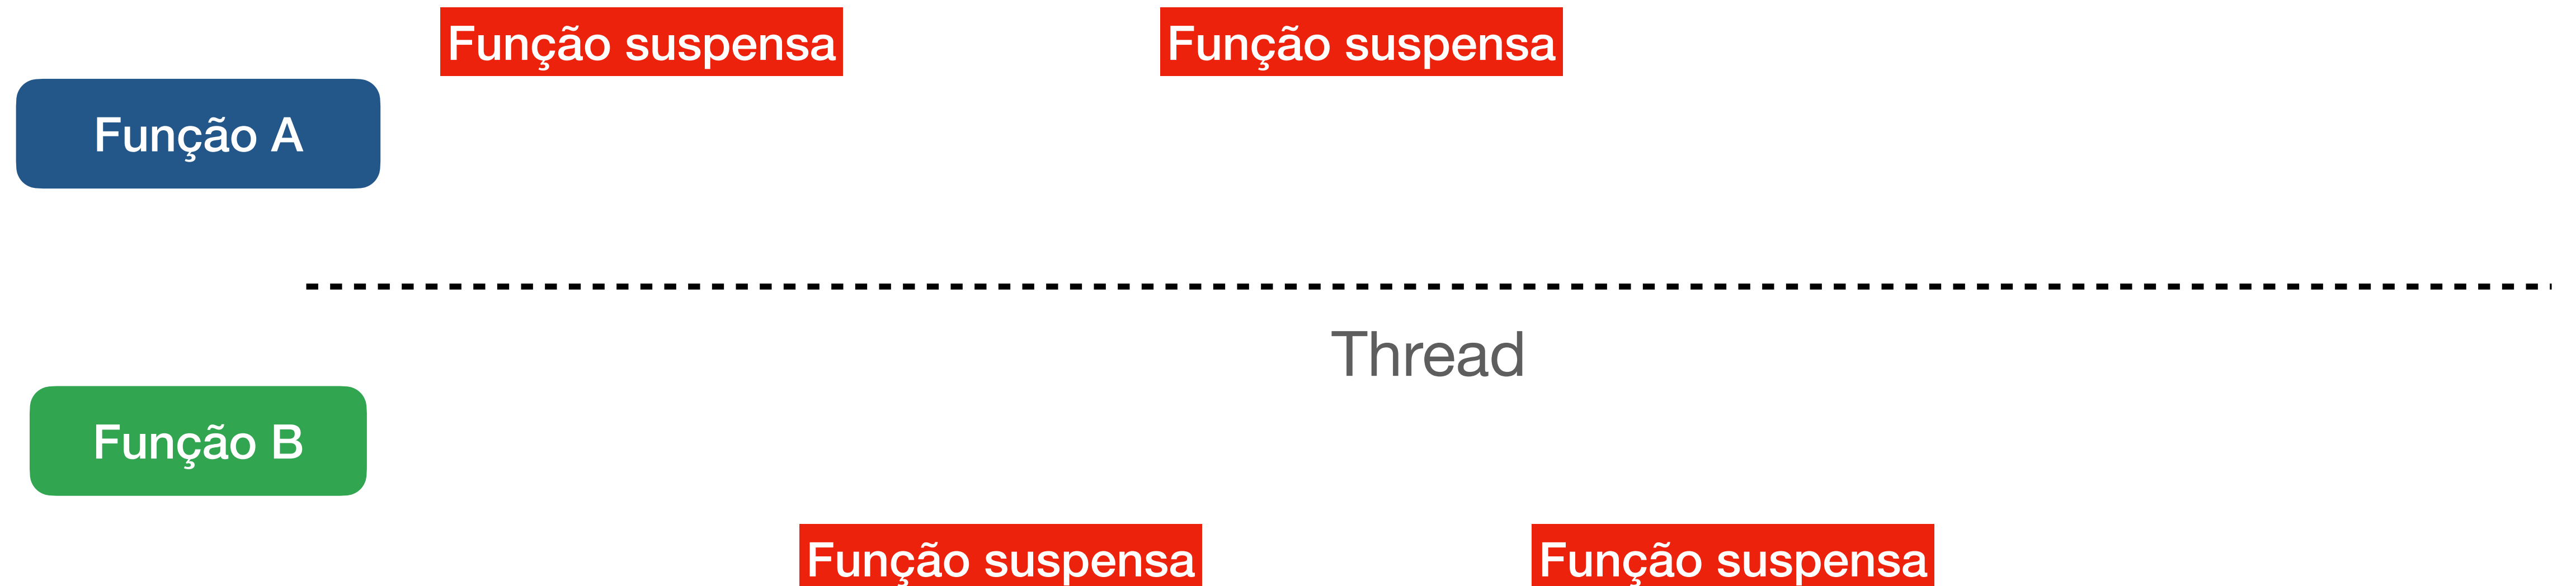 Função suspensa
Função suspensa
Função A
Thread
Função B
Função suspensa
Função suspensa